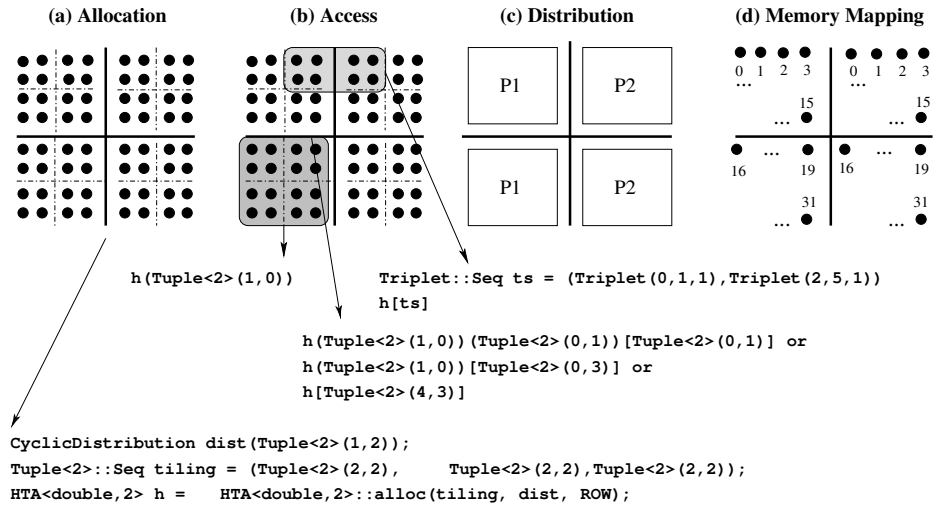 (a) Allocation (b) Access (c) Distribution (d) Memory Mapping
0 1 2 3 0 1 2 3
... ...
P1 P2
15 15
... ...
... ...
P1 P2
16 19 16 19
31 31
... ...
h(Tuple<2>(1,0)) Triplet::Seq ts = (Triplet(0,1,1),Triplet(2,5,1))
h[ts]
h(Tuple<2>(1,0))(Tuple<2>(0,1))[Tuple<2>(0,1)] or
h(Tuple<2>(1,0))[Tuple<2>(0,3)] or
h[Tuple<2>(4,3)]
CyclicDistribution dist(Tuple<2>(1,2));
Tuple<2>::Seq tiling = (Tuple<2>(2,2), Tuple<2>(2,2),Tuple<2>(2,2));
HTA<double,2> h = HTA<double,2>::alloc(tiling, dist, ROW);